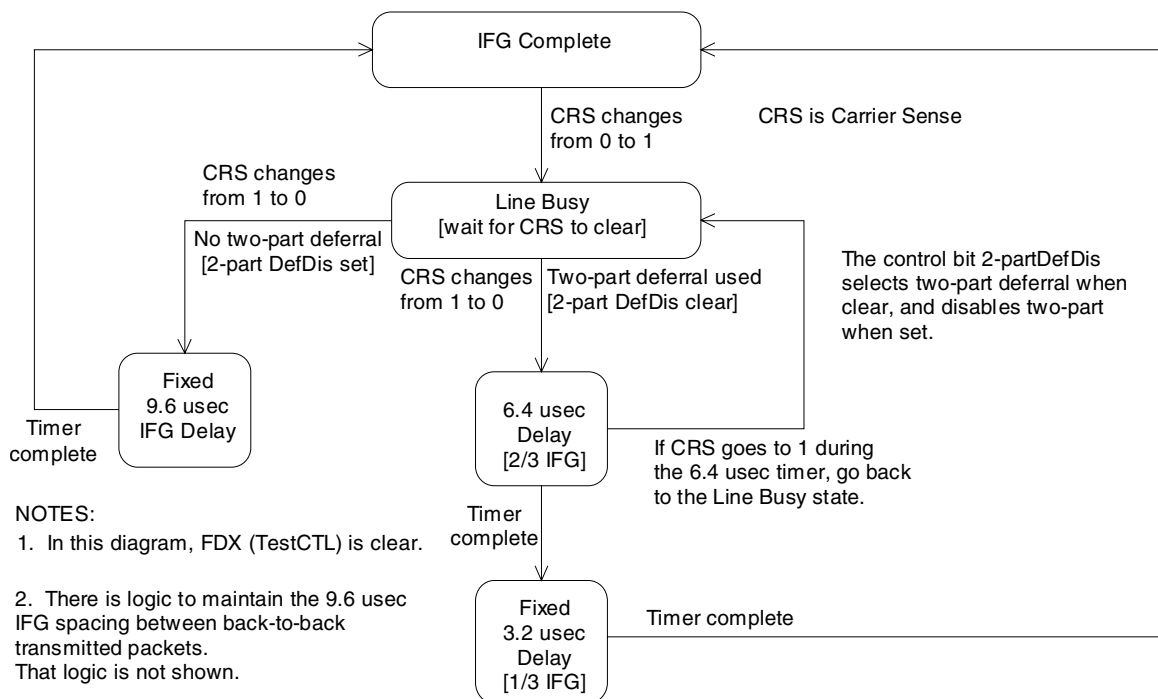 IFG Complete
CRS changes
from 0 to 1
CRS is Carrier Sense
CRS changes
from 1 to 0
Line Busy
[wait for CRS to clear]
No two-part deferral
[2-part DefDis set]
CRS changes
from 1 to 0
Two-part deferral used
[2-part DefDis clear]
The control bit 2-partDefDis
selects two-part deferral when
clear, and disables two-part
when set.
Fixed
9.6 usec
IFG Delay
Timer
complete
6.4 usec
Delay
[2/3 IFG]
If CRS goes to 1 during
the 6.4 usec timer, go back
to the Line Busy state.
Timer
complete
NOTES:
1. In this diagram, FDX (TestCTL) is clear.
2. There is logic to maintain the 9.6 usec
IFG spacing between back-to-back
transmitted packets.
That logic is not shown.
Fixed
3.2 usec
Delay
[1/3 IFG]
Timer complete